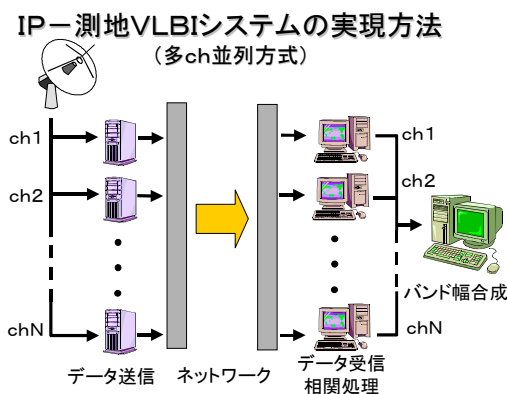 IP－測地VLBIシステムの実現方法
（多ch並列方式）
ch1
ch2
chN
データ送信
ネットワーク
データ受信
相関処理
ch1
ch2
chN
バンド幅合成